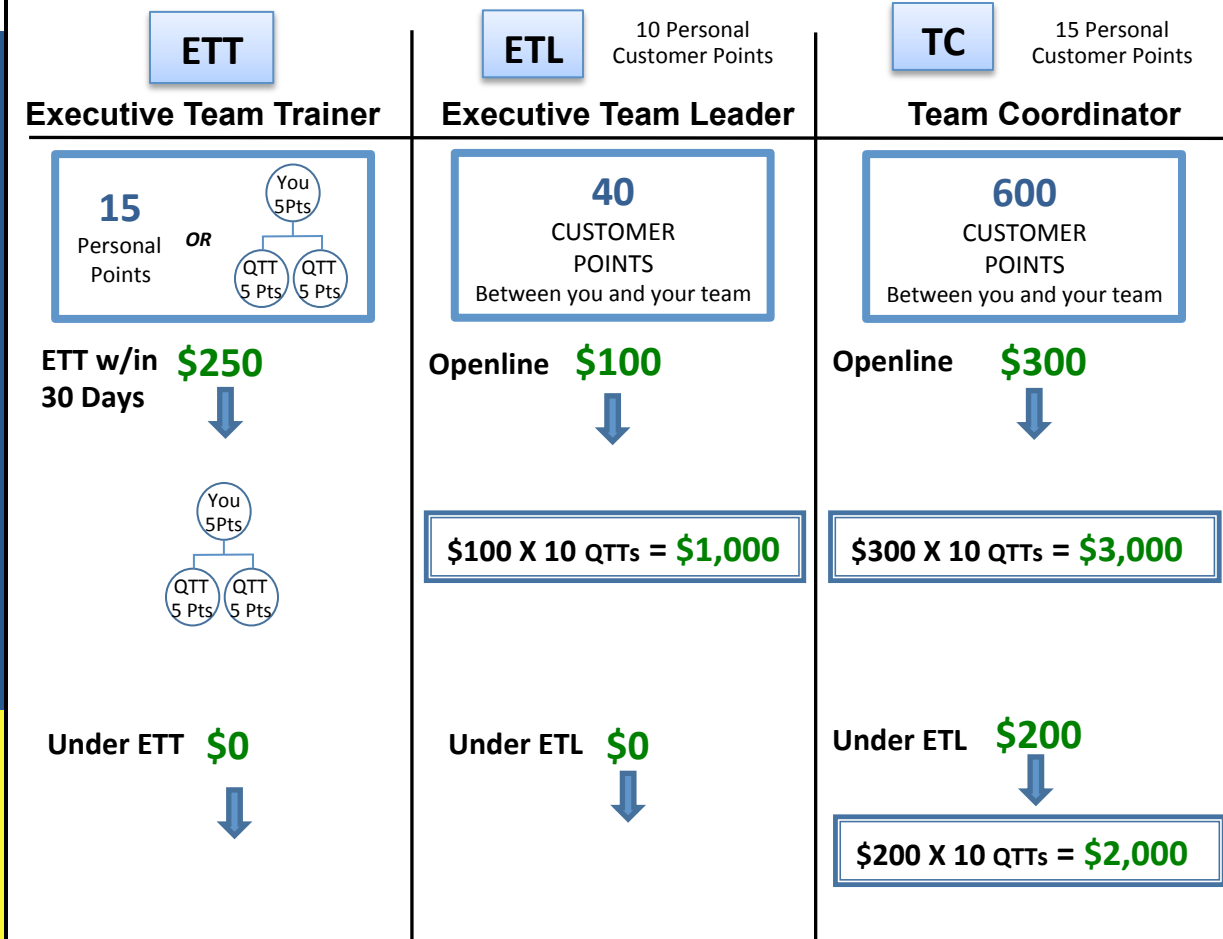 ETT
Executive Team Trainer
15
Personal
Points
OR
You
5Pts
QTT
5 Pts
QTT
5 Pts
ETT w/in
30 Days
$250
You
5Pts
QTT
5 Pts
QTT
5 Pts
Under ETT $0
ETL
10 Personal
Customer Points
Executive Team Leader
40
CUSTOMER
POINTS
Between you and your team
Openline $100
$100 X 10 QTTs = $1,000
Under ETL $0
TC
15 Personal
Customer Points
Team Coordinator
600
CUSTOMER
POINTS
Between you and your team
Openline $300
$300 X 10 QTTs = $3,000
Under ETL $200
$200 X 10 QTTs = $2,000